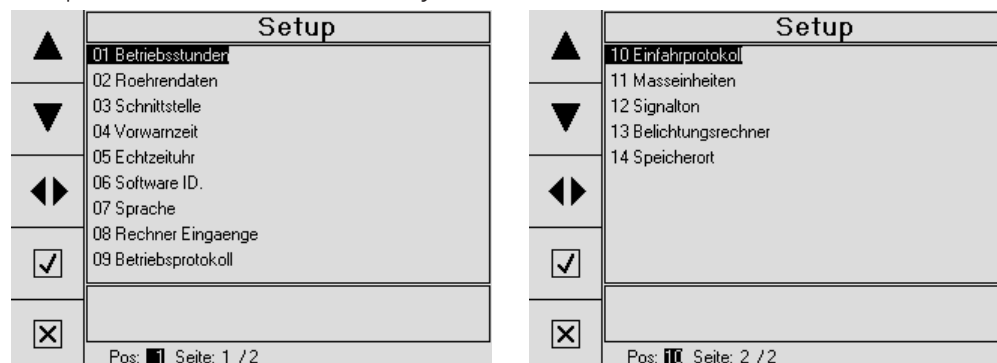 Setup
01 Betriebsstunden
02 Roehrendaten
03 Schnittstelle
04 Vorwarnzeit
05 Echtzeituhr
06 Software ID.
07 Sprache
08 Rechner Eingaenge
09 Betriebsprotokoll
Pos: 1 Seite: 1 / 2
Setup
10 Einfahrprotokoll
11 Masseinheiten
12 Signalton
13 Belichtungsrechner
14 Speicherort
Pos: 10 Seite: 2 / 2